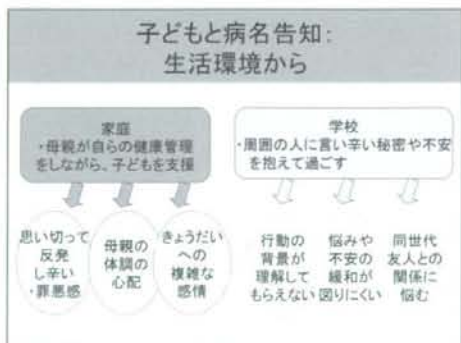 子どもと病名告知:
生活環境から
家庭
・母親が自らの健康管理
をしながら、子どもを支援
思い切って
反発
し辛い
・罪悪感
母親の
体調の
心配
きょうだい
への
複雑な
感情
学校
・周囲の人に言い辛い秘密や不安
を抱えて過ごす
行動の
背景が
理解して
もらえない
悩みや
不安の
緩和が
図りにくい
同世代
友人との
関係に
悩む